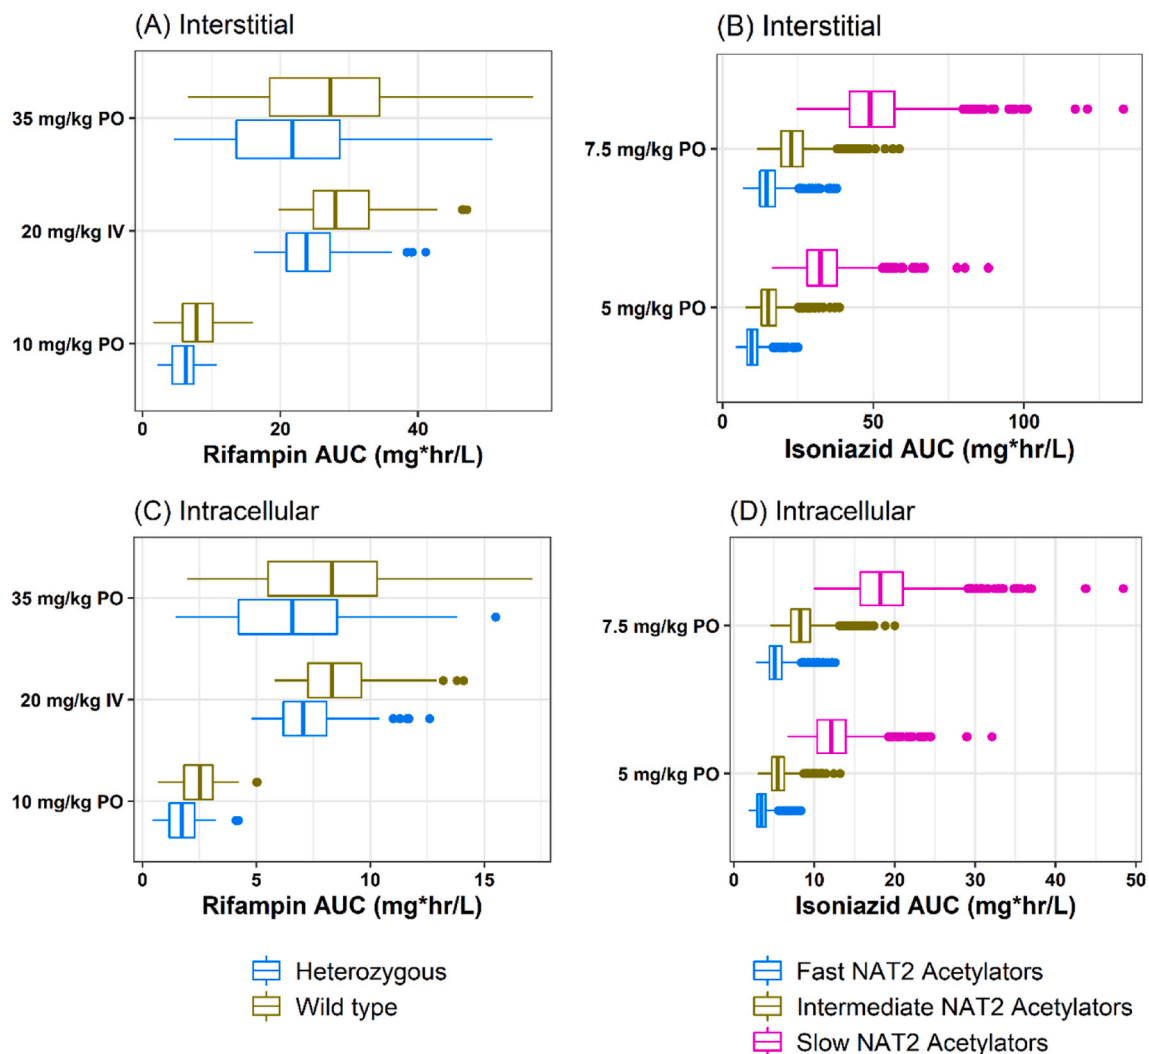 (A) Interstitial
35 mg/kg PO
20 mg/kg IV
10 mg/kg PO
0 20 40
Rifampin AUC (mg*hr/L)
(B) Interstitial
7.5 mg/kg PO
5 mg/kg PO
0 50 100
Isoniazid AUC (mg*hr/L)
(C) Intracellular
35 mg/kg PO
20 mg/kg IV
10 mg/kg PO
0 5 10 15
Rifampin AUC (mg*hr/L)
(D) Intracellular
7.5 mg/kg PO
5 mg/kg PO
0 10 20 30 40 50
Isoniazid AUC (mg*hr/L)
Heterozygous
Wild type
Fast NAT2 Acetylators
Intermediate NAT2 Acetylators
Slow NAT2 Acetylators